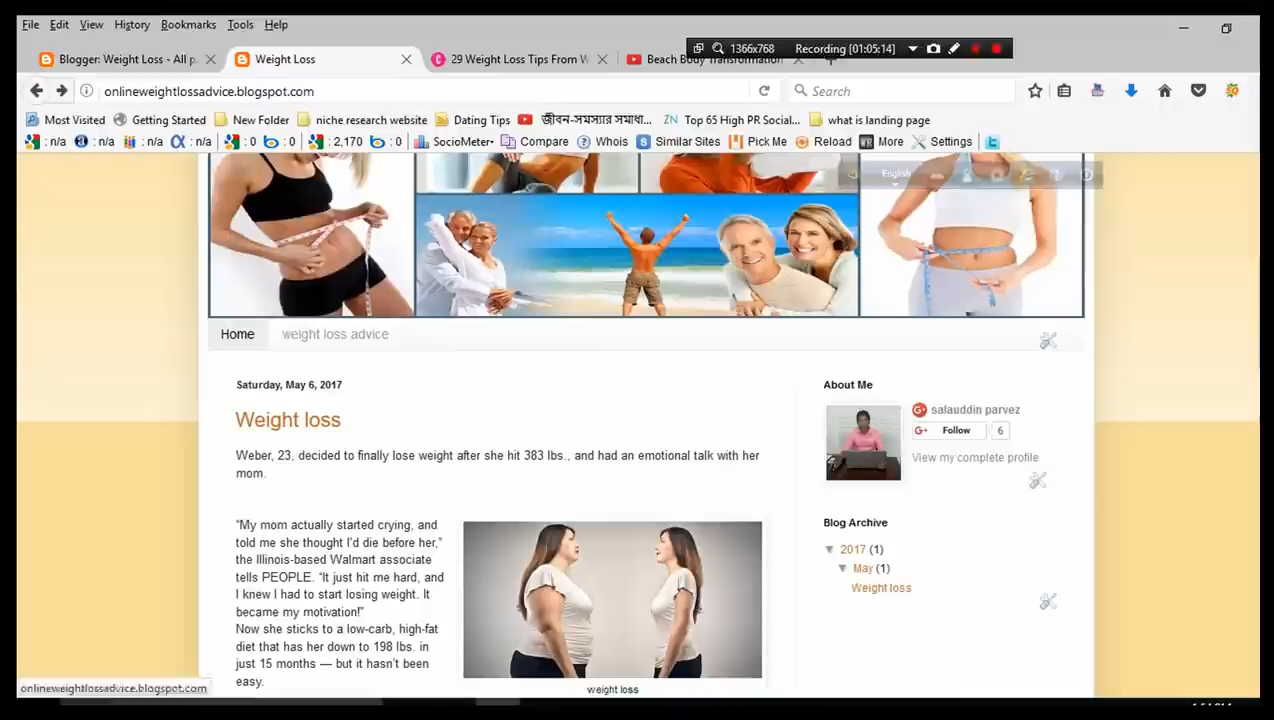 File Edit View History Bookmarks Tools Help
1366x768 Recording [01:05:14]
Blogger: Weight Loss - All p
Weight Loss
29 Weight Loss Tips From W
Beach Body Transformation
onlineweightlossadvice.blogspot.com
Search
Most Visited Getting Started New Folder niche research website Dating Tips জীবন-সমস্যার সমাধা... Top 65 High PR Social... what is landing page
: n/a : n/a : n/a : n/a : 0 : 0 : 2,170 : 0 SocioMeter Compare Whois Similar Sites Pick Me Reload More Settings
English
Home weight loss advice
Saturday, May 6, 2017
Weight loss
Weber, 23, decided to finally lose weight after she hit 383 lbs., and had an emotional talk with her
mom.
“My mom actually started crying, and
told me she thought I’d die before her,”
the Illinois-based Walmart associate
tells PEOPLE. “It just hit me hard, and
I knew I had to start losing weight. It
became my motivation!”
Now she sticks to a low-carb, high-fat
diet that has her down to 198 lbs. in
just 15 months — but it hasn’t been
easy.
weight loss
About Me
salauddin parvez
G+ Follow 6
View my complete profile
Blog Archive
▼ 2017 (1)
▼ May (1)
Weight loss
onlineweightlossadvice.blogspot.com